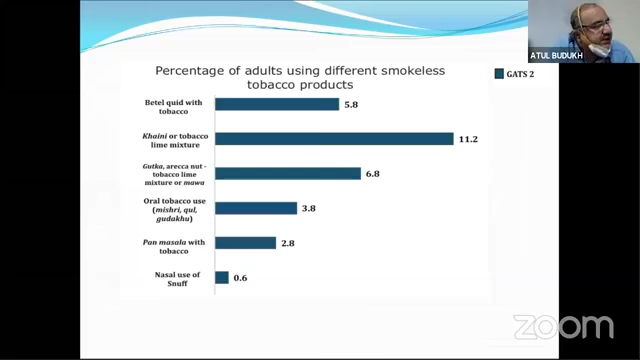 ATUL BUDUKH
Percentage of adults using different smokeless
tobacco products
GATS 2
Betel quid with
tobacco
5.8
Khaini or tobacco
lime mixture
11.2
Gutka, arecca nut -
tobacco lime
mixture or mawa
6.8
Oral tobacco use
(mishri, qul,
gudakhu)
3.8
Pan masala with
tobacco
2.8
Nasal use of
Snuff
0.6
zoom